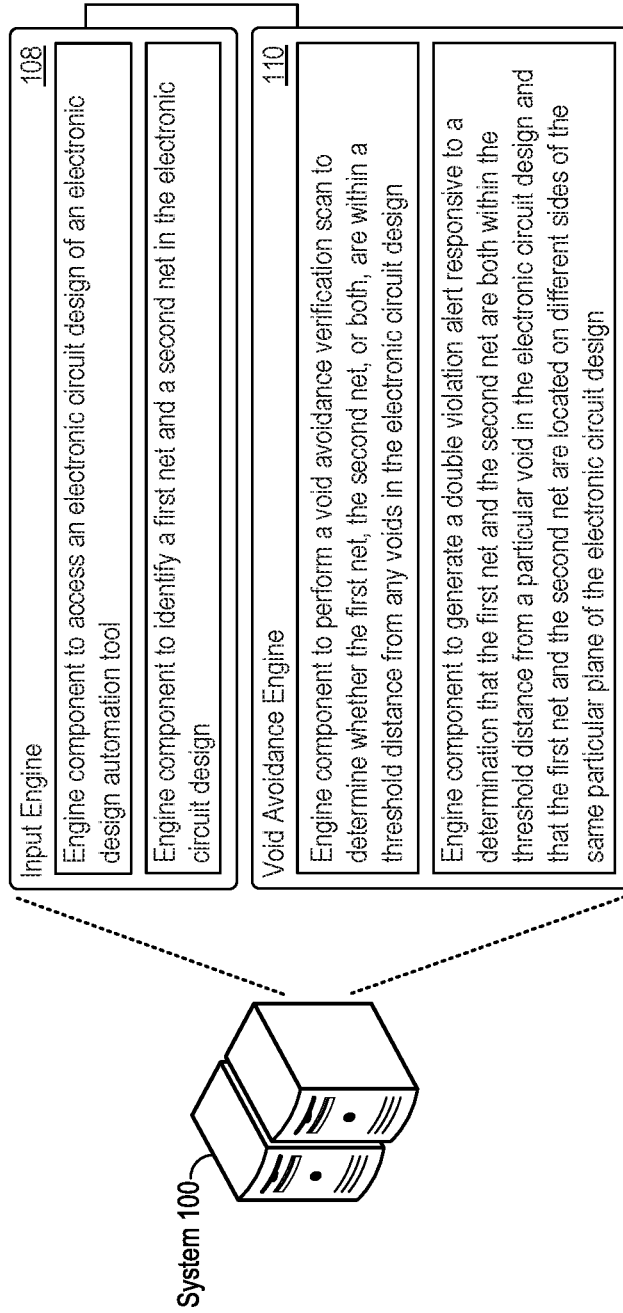 System 100
Input Engine
108
Engine component to access an electronic circuit design of an electronic
design automation tool
Engine component to identify a first net and a second net in the electronic
circuit design
Void Avoidance Engine
110
Engine component to perform a void avoidance verification scan to
determine whether the first net, the second net, or both, are within a
threshold distance from any voids in the electronic circuit design
Engine component to generate a double violation alert responsive to a
determination that the first net and the second net are both within the
threshold distance from a particular void in the electronic circuit design and
that the first net and the second net are located on different sides of the
same particular plane of the electronic circuit design